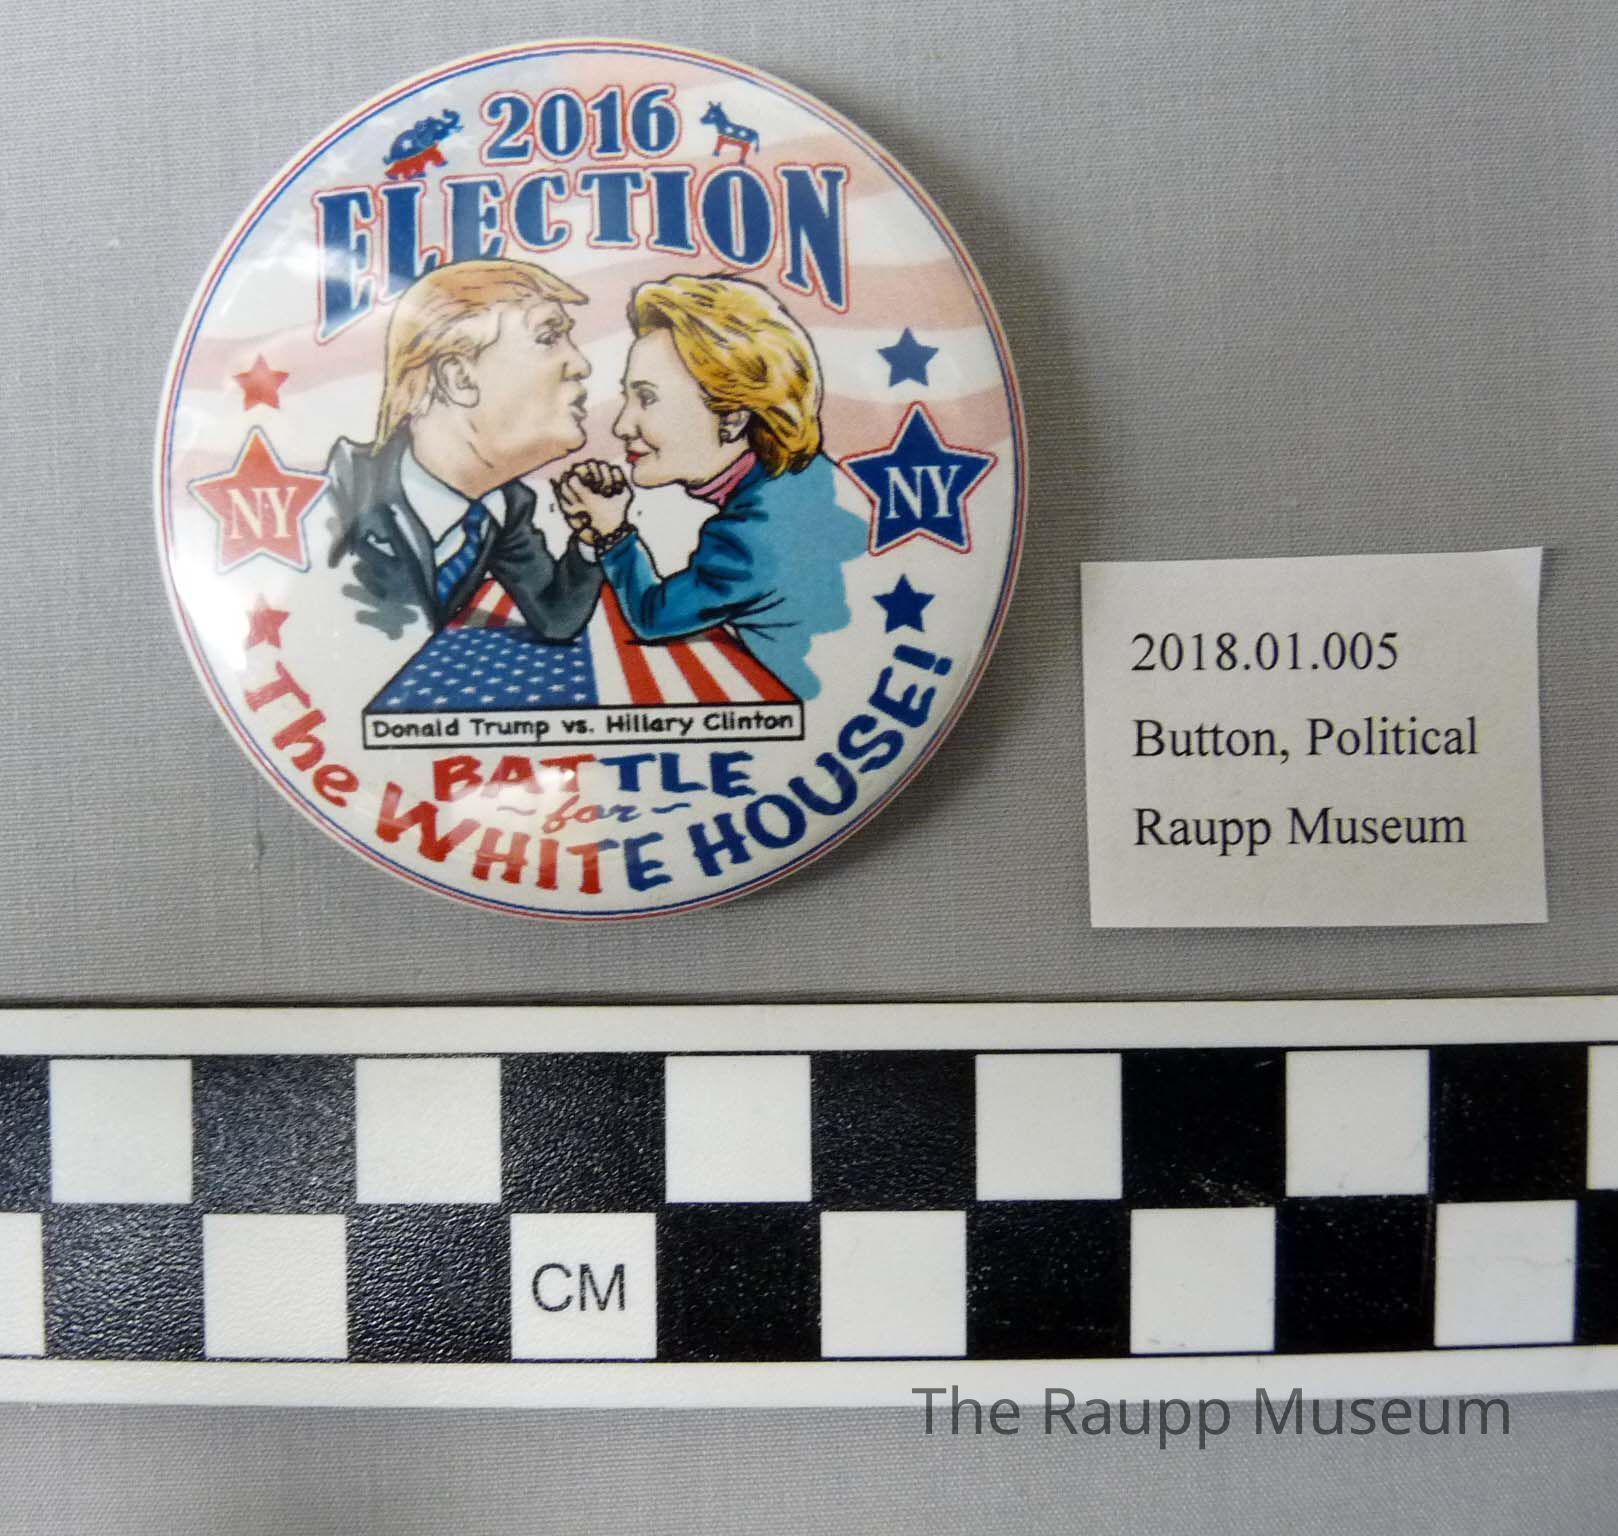 2016
ELECTION
NY
NY
Donald Trump vs. Hillary Clinton
The BATTLE
~for~
WHITE HOUSE!
2018.01.005
Button, Political
Raupp Museum
CM
The Raupp Museum